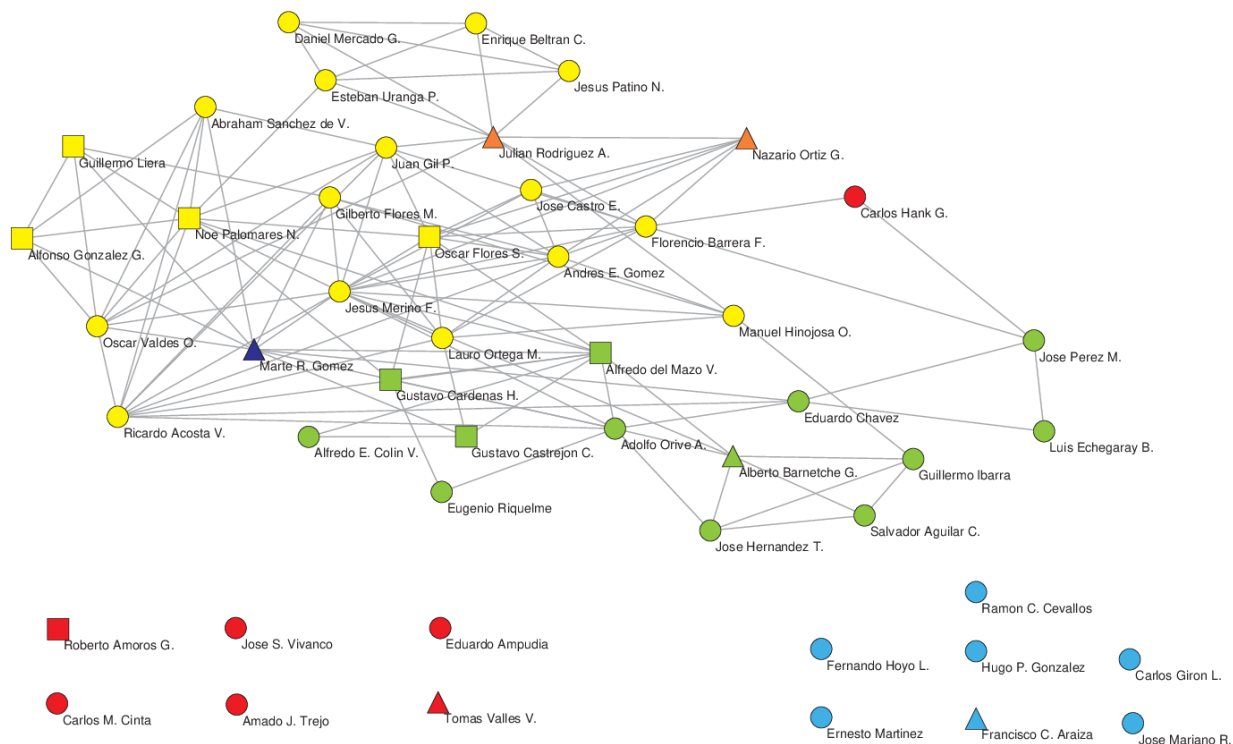 Daniel Mercado G.
Enrique Beltran C.
Jesus Patino N.
Esteban Uranga P.
Abraham Sanchez de V.
Julian Rodriguez A.
Nazario Ortiz G.
Guillermo Liera
Juan Gil P.
Jose Castro E.
Carlos Hank G.
Gilberto Flores M.
Noe Palomares N.
Florencio Barrera F.
Oscar Flores S.
Alfonso Gonzalez G.
Andres E. Gomez
Jesus Merino F.
Manuel Hinojosa O.
Oscar Valdes O.
Lauro Ortega M.
Jose Perez M.
Marte R. Gomez
Alfredo del Mazo V.
Gustavo Cardenas H.
Eduardo Chavez
Ricardo Acosta V.
Adolfo Orive A.
Luis Echegaray B.
Alfredo E. Colin V.
Gustavo Castrejon C.
Alberto Barnetche G.
Guillermo Ibarra
Eugenio Riquelme
Salvador Aguilar C.
Jose Hernandez T.
Ramon C. Cevallos
Roberto Amoros G.
Jose S. Vivanco
Eduardo Ampudia
Fernando Hoyo L.
Hugo P. Gonzalez
Carlos Giron L.
Carlos M. Cinta
Amado J. Trejo
Tomas Valles V.
Ernesto Martinez
Francisco C. Araiza
Jose Mariano R.